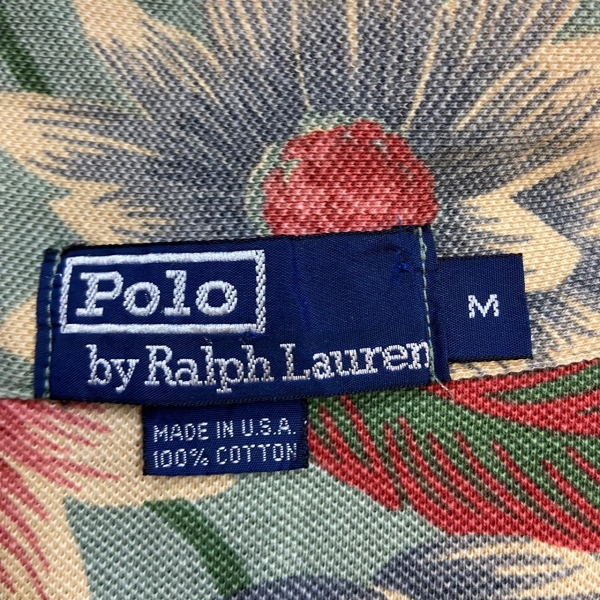 Polo
by Ralph Lauren
M
MADE IN U.S.A.
100% COTTON